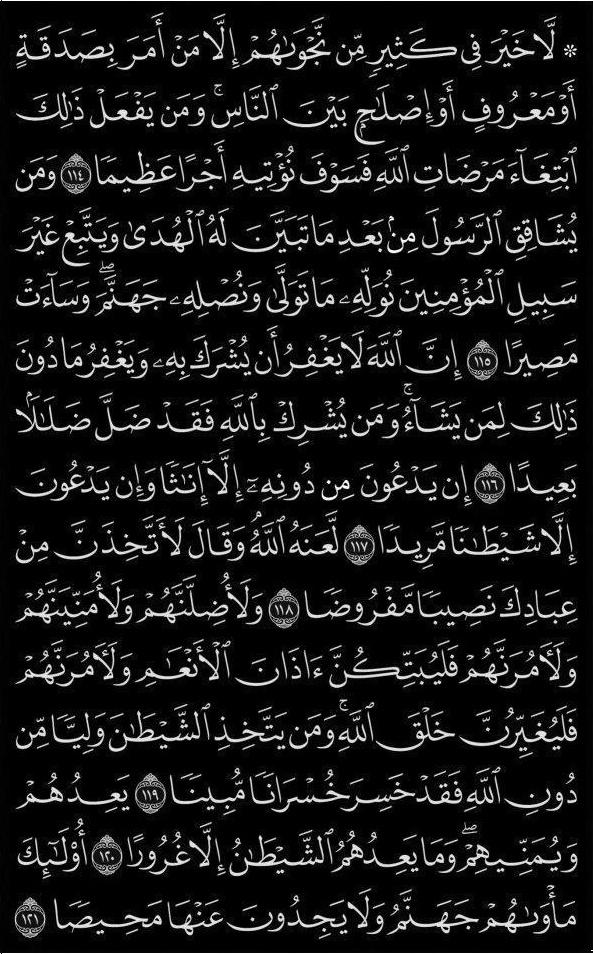 ۞ لَّا خَيْرَ فِى كَثِيرٍ مِّن نَّجْوَىٰهُمْ إِلَّا مَنْ أَمَرَ بِصَدَقَةٍ
أَوْ مَعْرُوفٍ أَوْ إِصْلَـٰحٍۭ بَيْنَ ٱلنَّاسِ ۚ وَمَن يَفْعَلْ ذَٰلِكَ
ٱبْتِغَآءَ مَرْضَاتِ ٱللَّهِ فَسَوْفَ نُؤْتِيهِ أَجْرًا عَظِيمًا ١١٤ وَمَن
يُشَاقِقِ ٱلرَّسُولَ مِنۢ بَعْدِ مَا تَبَيَّنَ لَهُ ٱلْهُدَىٰ وَيَتَّبِعْ غَيْرَ
سَبِيلِ ٱلْمُؤْمِنِينَ نُوَلِّهِۦ مَا تَوَلَّىٰ وَنُصْلِهِۦ جَهَنَّمَ ۖ وَسَآءَتْ
مَصِيرًا ١١٥ إِنَّ ٱللَّهَ لَا يَغْفِرُ أَن يُشْرَكَ بِهِۦ وَيَغْفِرُ مَا دُونَ
ذَٰلِكَ لِمَن يَشَآءُ ۚ وَمَن يُشْرِكْ بِٱللَّهِ فَقَدْ ضَلَّ ضَلَـٰلًۢا
بَعِيدًا ١١٦ إِن يَدْعُونَ مِن دُونِهِۦٓ إِلَّآ إِنَـٰثًا وَإِن يَدْعُونَ
إِلَّا شَيْطَـٰنًا مَّرِيدًا ١١٧ لَّعَنَهُ ٱللَّهُ ۘ وَقَالَ لَأَتَّخِذَنَّ مِنْ
عِبَادِكَ نَصِيبًا مَّفْرُوضًا ١١٨ وَلَأُضِلَّنَّهُمْ وَلَأُمَنِّيَنَّهُمْ
وَلَـَٔامُرَنَّهُمْ فَلَيُبَتِّكُنَّ ءَاذَانَ ٱلْأَنْعَـٰمِ وَلَـَٔامُرَنَّهُمْ
فَلَيُغَيِّرُنَّ خَلْقَ ٱللَّهِ ۚ وَمَن يَتَّخِذِ ٱلشَّيْطَـٰنَ وَلِيًّا مِّن
دُونِ ٱللَّهِ فَقَدْ خَسِرَ خُسْرَانًا مُّبِينًا ١١٩ يَعِدُهُمْ
وَيُمَنِّيهِمْ ۖ وَمَا يَعِدُهُمُ ٱلشَّيْطَـٰنُ إِلَّا غُرُورًا ١٢٠ أُو۟لَـٰٓئِكَ
مَأْوَىٰهُمْ جَهَنَّمُ وَلَا يَجِدُونَ عَنْهَا مَحِيصًا ١٢١